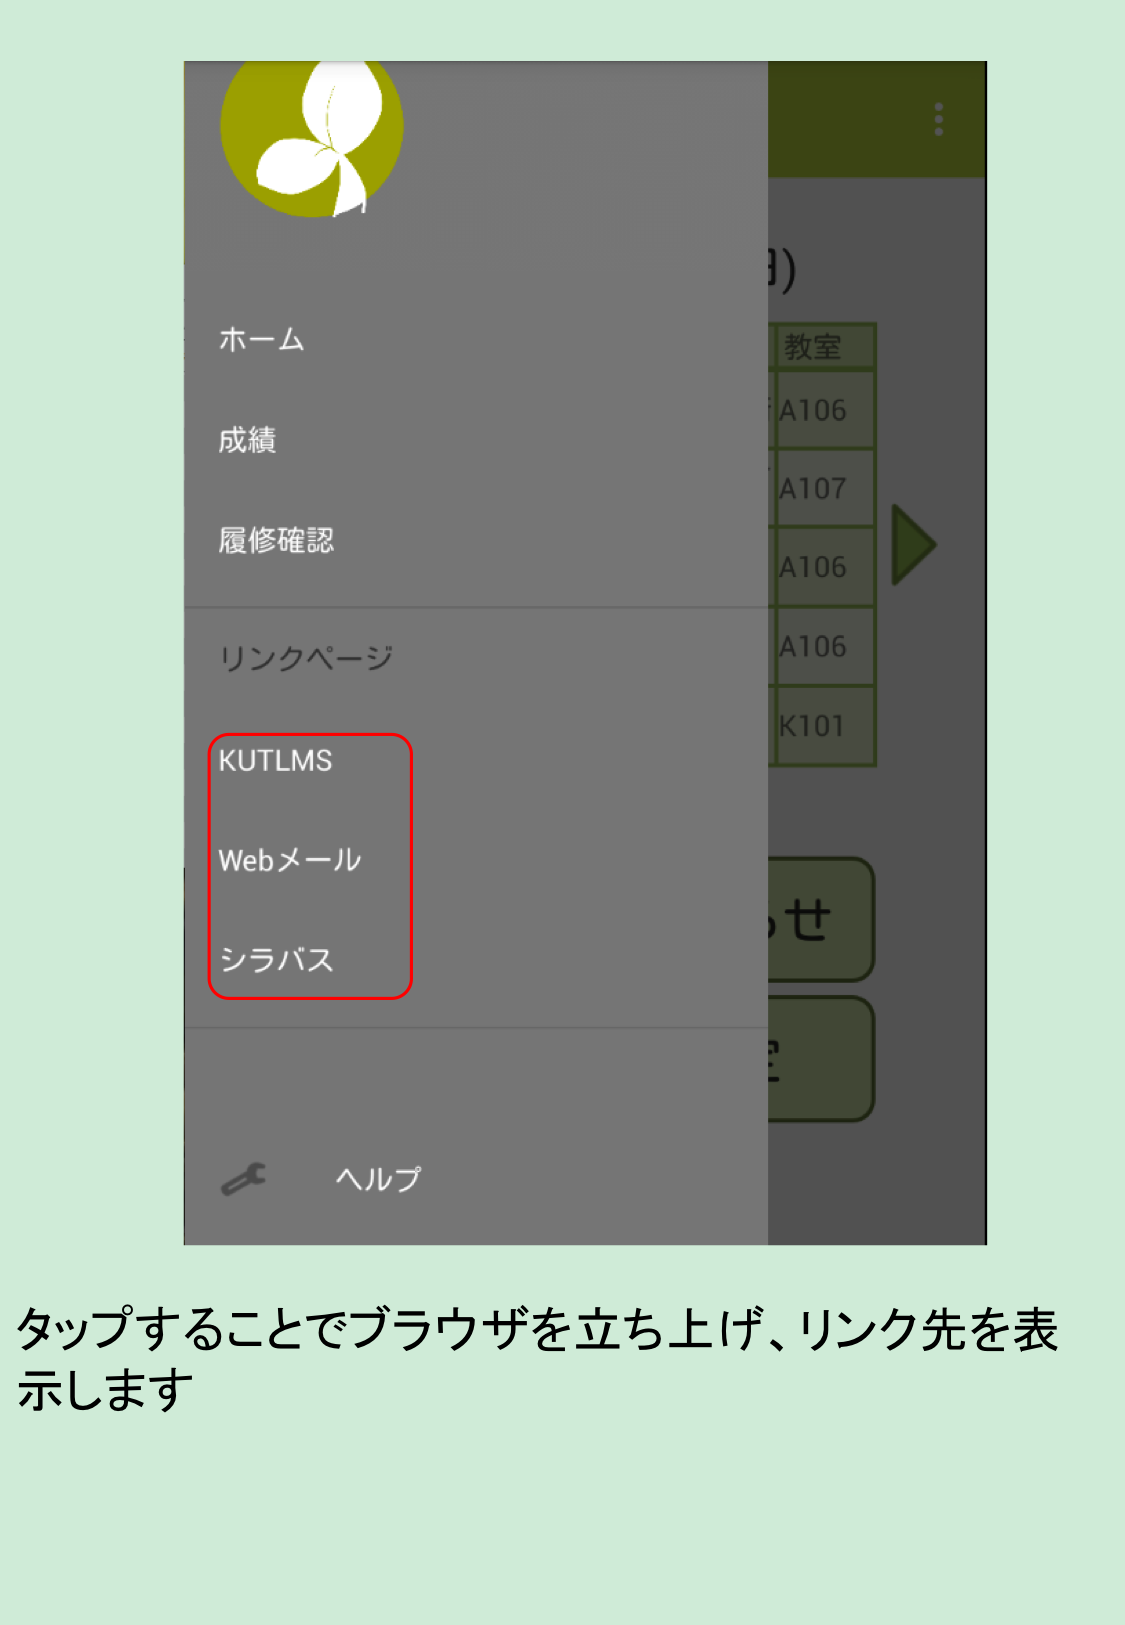 )
教室
A106
A107
A106
A106
K101
せ
ホーム
成績
履修確認
リンクページ
KUTLMS
Webメール
シラバス
ヘルプ
タップすることでブラウザを立ち上げ、リンク先を表
示します